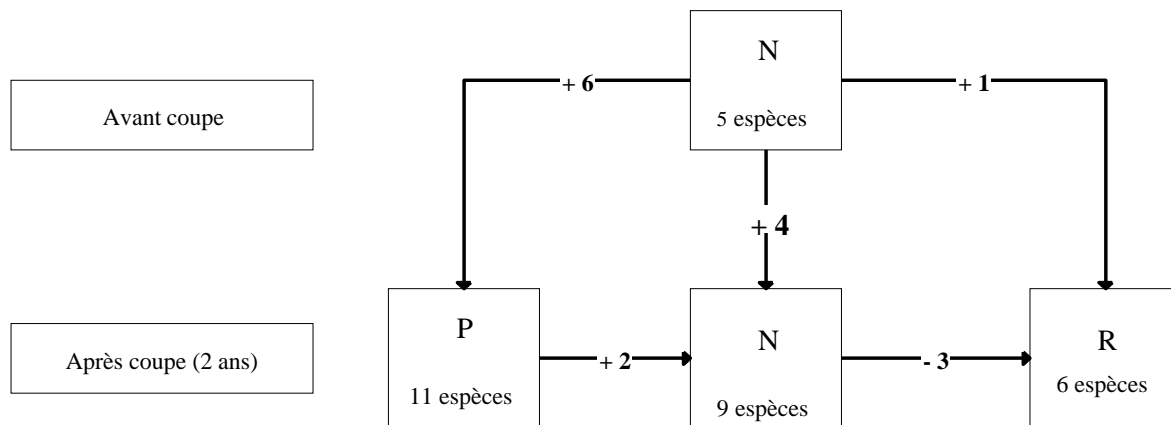 N
+ 6
+ 1
Avant coupe
5 espèces
+ 4
P
N
R
Après coupe (2 ans)
+ 2
- 3
11 espèces
9 espèces
6 espèces